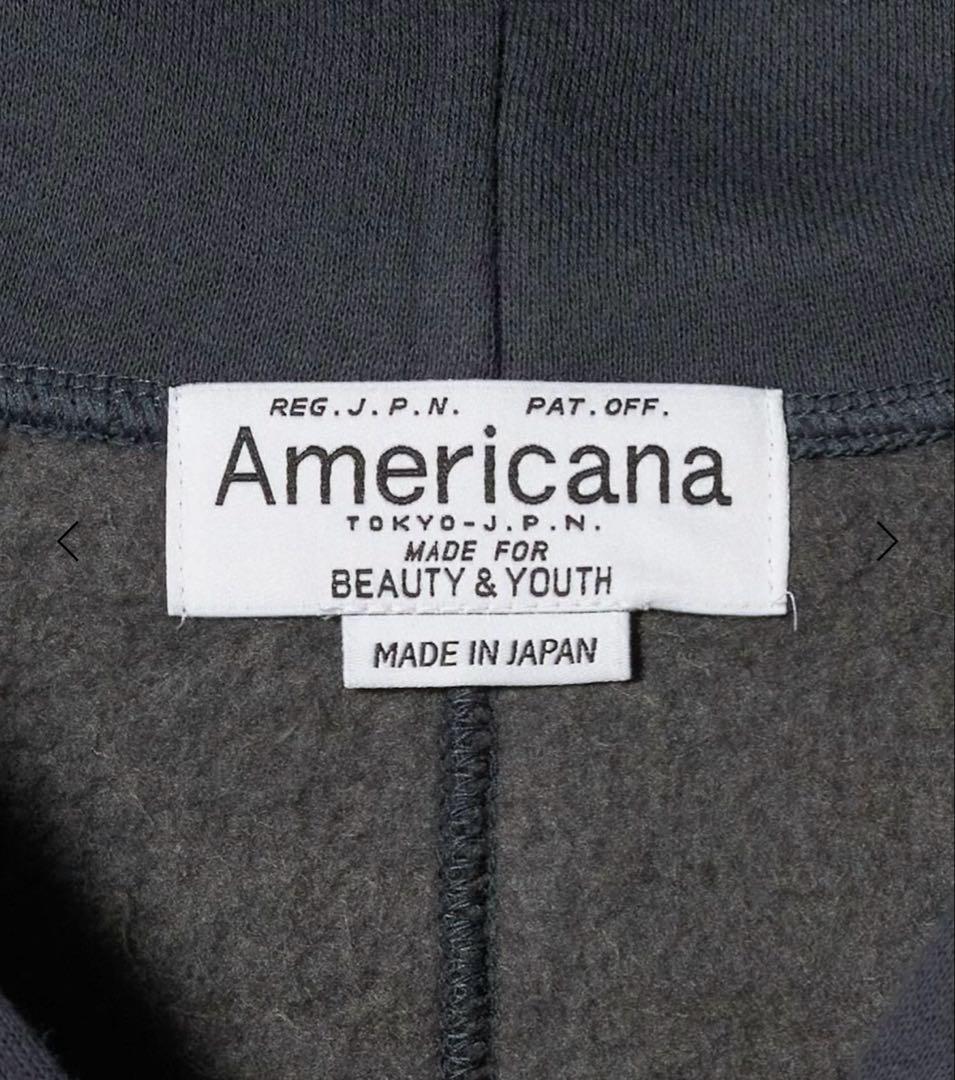 REG.J.P.N. PAT.OFF.
Americana
TOKYO-J.P.N.
MADE FOR
BEAUTY & YOUTH
MADE IN JAPAN